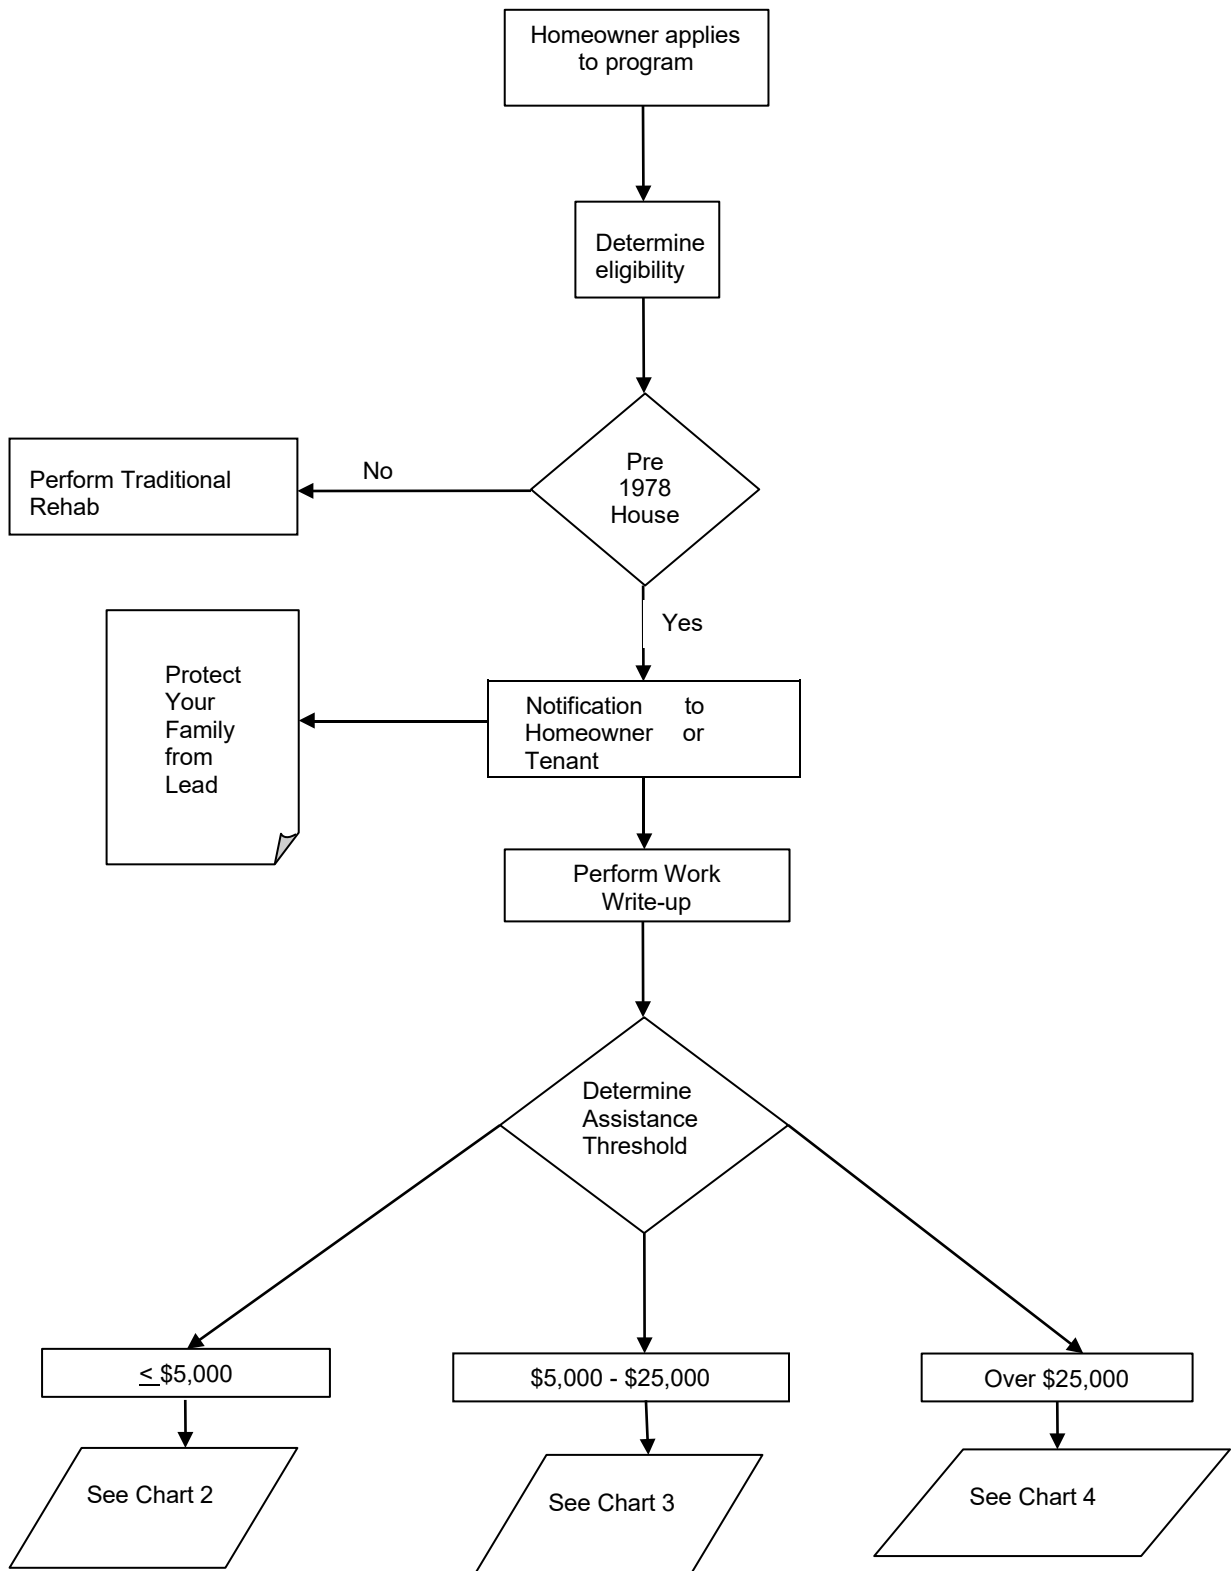 Homeowner applies
to program
Determine
eligibility
Pre
1978
House
No
Perform Traditional
Rehab
Yes
Protect
Your
Family
from
Lead
Notification to
Homeowner or
Tenant
Perform Work
Write-up
Determine
Assistance
Threshold
< $5,000
$5,000 - $25,000
Over $25,000
See Chart 2
See Chart 3
See Chart 4